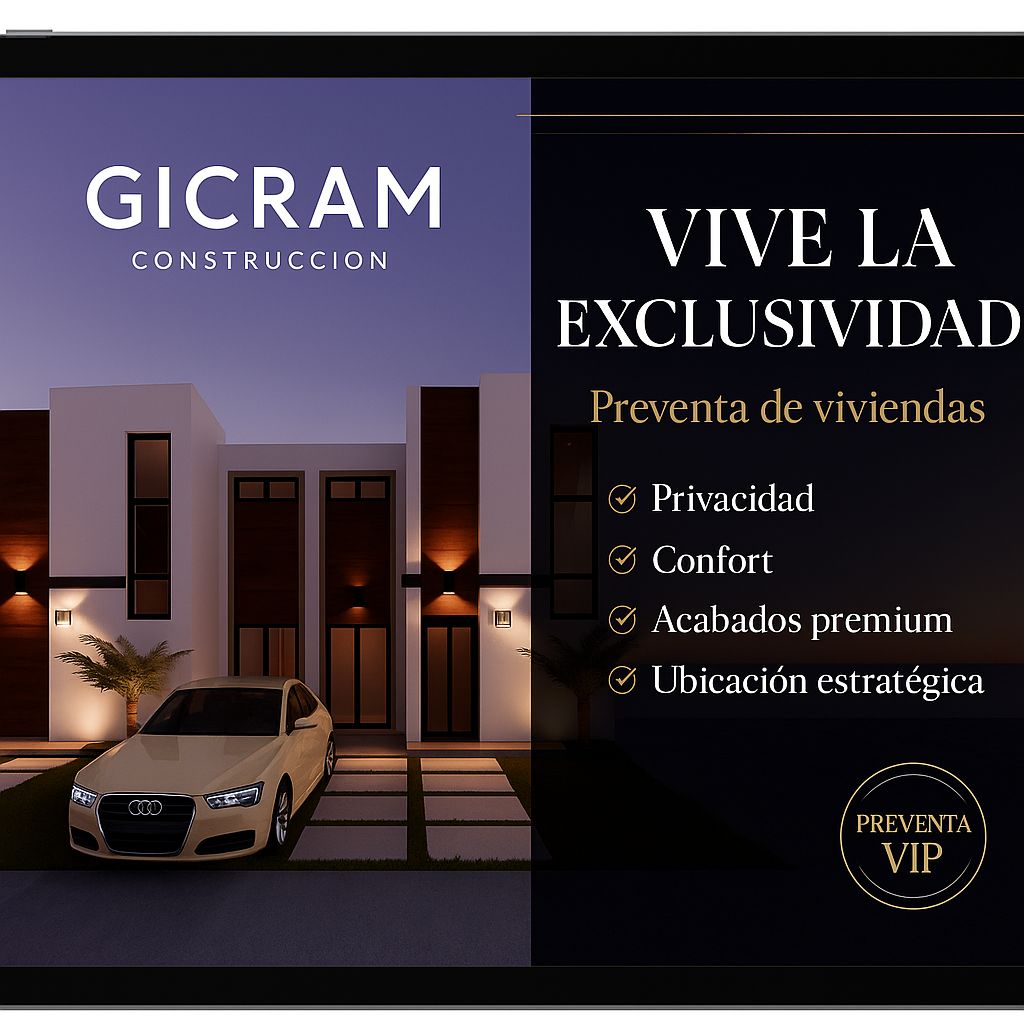 GICRAM
CONSTRUCCION
VIVE LA
EXCLUSIVIDAD
Preventa de viviendas
Privacidad
Confort
Acabados premium
Ubicación estratégica
PREVENTA
VIP